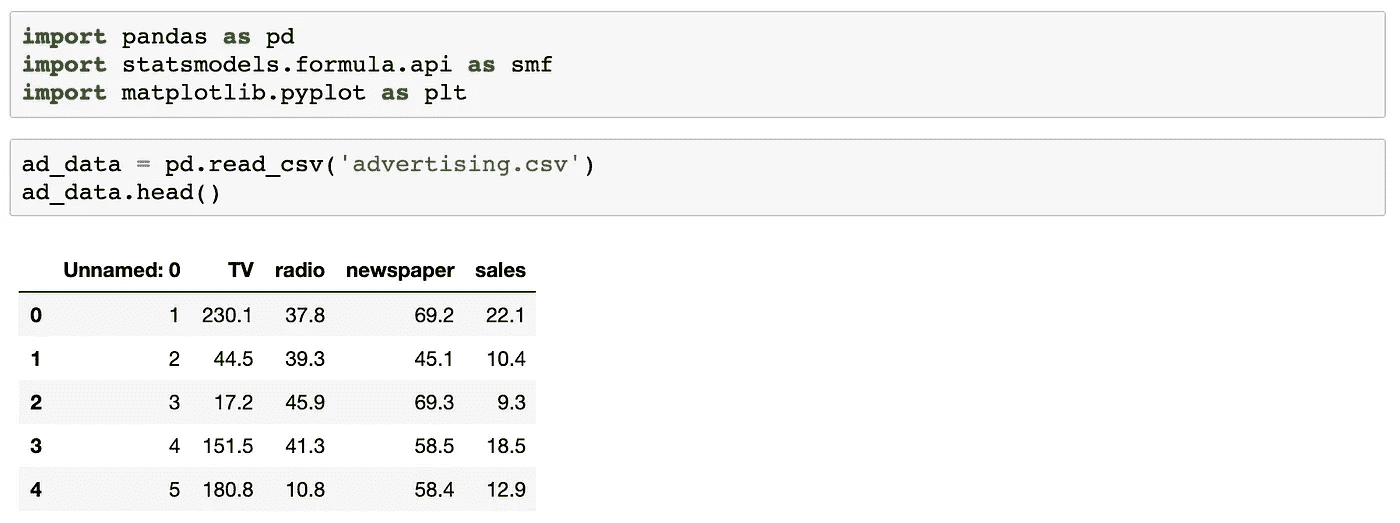 import pandas as pd
import statsmodels.formula.api as smf
import matplotlib.pyplot as plt
ad_data = pd.read_csv('advertising.csv')
ad_data.head()
Unnamed: 0 TV radio newspaper sales
0 1 230.1 37.8 69.2 22.1
1 2 44.5 39.3 45.1 10.4
2 3 17.2 45.9 69.3 9.3
3 4 151.5 41.3 58.5 18.5
4 5 180.8 10.8 58.4 12.9